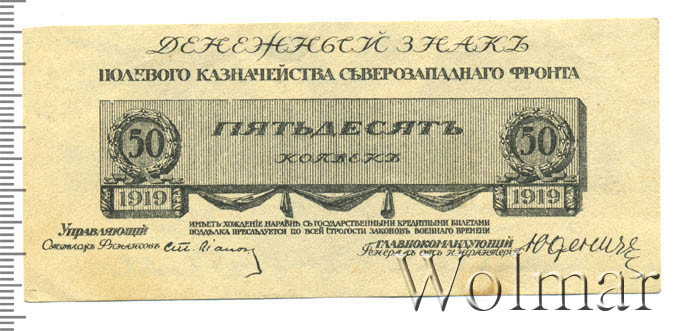 ДЕНЕЖНЫЙ ЗНАКЪ
ПОЛЕВОГО КАЗНАЧЕЙСТВА СѢВЕРОЗАПАДНАГО ФРОНТА
50 ПЯТЬДЕСЯТЪ 50
КОПѢЕКЪ
1919 1919
ИМѢЕТЪ ХОЖДЕНІЕ НАРАВНѢ СЪ ГОСУДАРСТВЕННЫМИ КРЕДИТНЫМИ БИЛЕТАМИ
ПОДДѢЛКА ПРЕСЛѢДУЕТСЯ ПО ВСЕЙ СТРОГОСТИ ЗАКОНОВЪ ВОЕННАГО ВРЕМЕНИ
УПРАВЛЯЮЩІЙ
ГЛАВНОКОМАНДУЮЩІЙ
Генералъ отъ инфантеріи Юденичъ
Wolmar